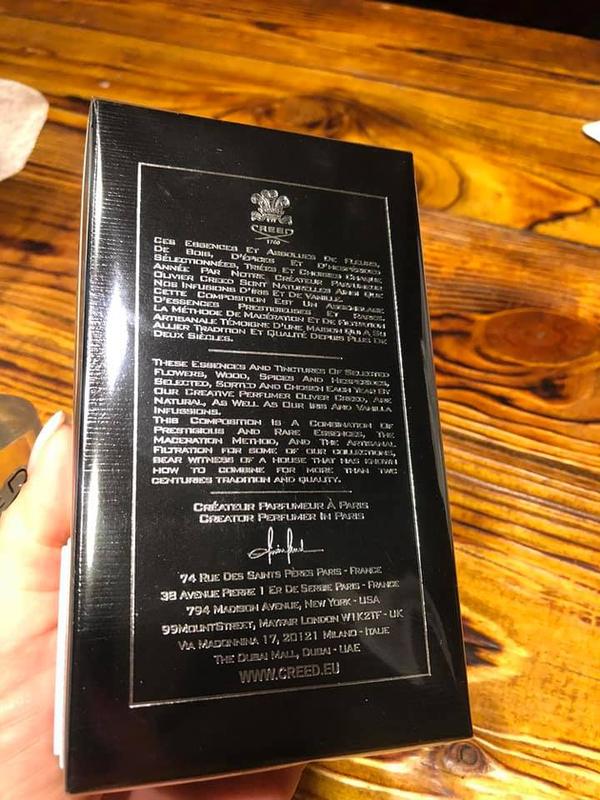 CREED
1760
Ces Essences Et Absolues De Fleurs,
De Bois, D'épices Et D'hespéridés
Sélectionnées, Triées Et Choisies Chaque
Année Par Notre Créateur Parfumeur
Olivier Creed Sont Naturelles Ainsi Que
Nos Infusions D'iris Et De Vanille.
Cette Composition Est Un Assemblage
D'essences Prestigieuses Et Rares.
La Méthode De Macération Et De Filtration
Artisanale Témoigne D'une Maison Qui A Su
Allier Tradition Et Qualité Depuis Plus De
Deux Siècles.
These Essences And Tinctures Of Selected
Flowers, Wood, Spices And Hesperides,
Selected, Sorted And Chosen Each Year By
Our Creative Perfumer Oliver Creed, Are
Natural, As Well As Our Iris And Vanilla
Infussions.
This Composition Is A Combination Of
Prestigious And Rare Essences, The
Maceration Method, And The Artisanal
Filtration for some of our collections,
bear witness of a house that has known
how to combine for more than two
centuries tradition and quality.
Créateur Parfumeur À Paris
Creator Perfumer In Paris
74 Rue Des Saints Pères Paris - France
38 Avenue Pierre 1 Er De Serbie Paris - France
794 Madison Avenue, New York - USA
99MountStreet, Mayfair London W1K2TF - UK
Via Madonnina 17, 20121 Milano - Italie
The Dubai Mall, Dubai - UAE
WWW.CREED.EU